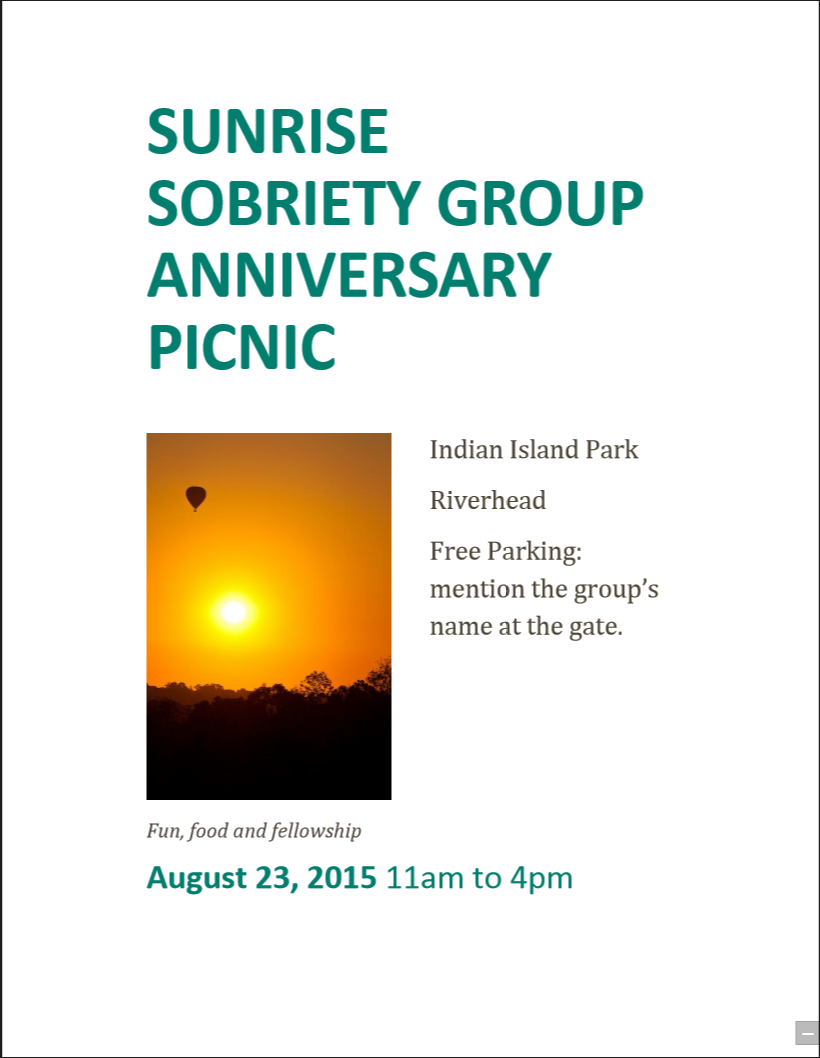 SUNRISE
SOBRIETY GROUP
ANNIVERSARY
PICNIC
Indian Island Park
Riverhead
Free Parking:
mention the group’s
name at the gate.
Fun, food and fellowship
August 23, 2015 11am to 4pm